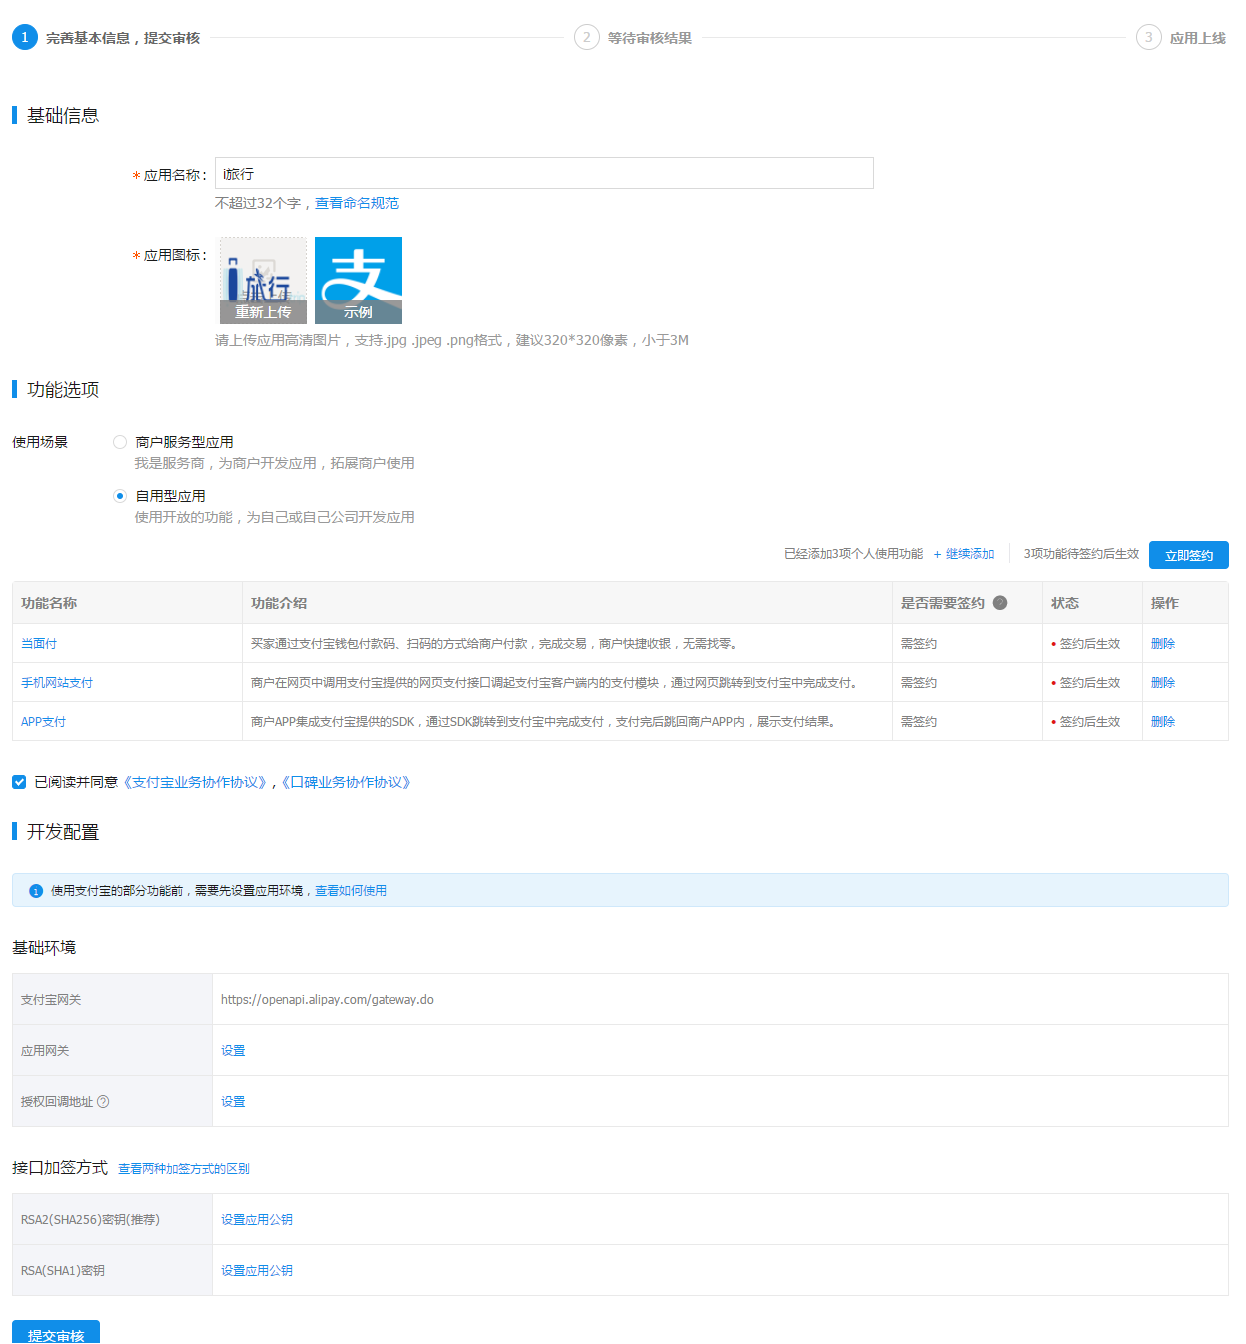 1 完善基本信息，提交审核 2 等待审核结果 3 应用上线
基础信息
* 应用名称： i旅行
不超过32个字，查看命名规范
* 应用图标：
旅行
重新上传 示例
请上传应用高清图片，支持.jpg .jpeg .png格式，建议320*320像素，小于3M
功能选项
使用场景 商户服务型应用
我是服务商，为商户开发应用，拓展商户使用
自用型应用
使用开放的功能，为自己或自己公司开发应用
已经添加3项个人使用功能 + 继续添加 3项功能待签约后生效 立即签约
功能名称 功能介绍 是否需要签约 ? 状态 操作
当面付 买家通过支付宝钱包付款码、扫码的方式给商户付款，完成交易，商户快捷收银，无需找零。 需签约 • 签约后生效 删除
手机网站支付 商户在网页中调用支付宝提供的网页支付接口调起支付宝客户端内的支付模块，通过网页跳转到支付宝中完成支付。 需签约 • 签约后生效 删除
APP支付 商户APP集成支付宝提供的SDK，通过SDK跳转到支付宝中完成支付，支付完后跳回商户APP内，展示支付结果。 需签约 • 签约后生效 删除
已阅读并同意《支付宝业务协作协议》,《口碑业务协作协议》
开发配置
使用支付宝的部分功能前，需要先设置应用环境，查看如何使用
基础环境
支付宝网关 https://openapi.alipay.com/gateway.do
应用网关 设置
授权回调地址 ? 设置
接口加签方式 查看两种加签方式的区别
RSA2(SHA256)密钥(推荐) 设置应用公钥
RSA(SHA1)密钥 设置应用公钥
提交审核